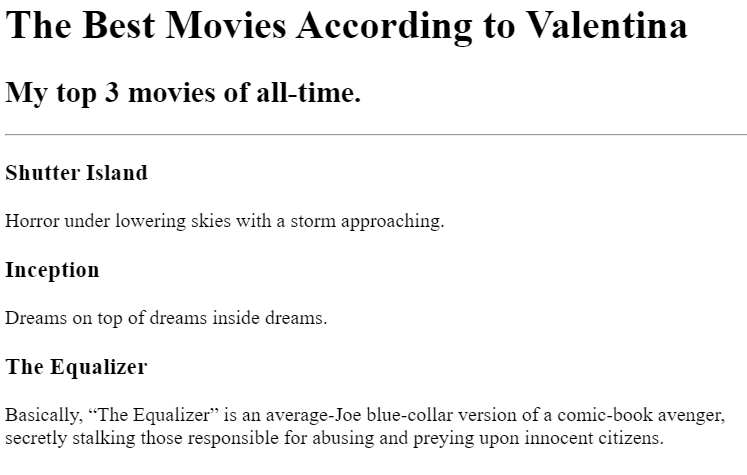 The Best Movies According to Valentina
My top 3 movies of all-time.
Shutter Island
Horror under lowering skies with a storm approaching.
Inception
Dreams on top of dreams inside dreams.
The Equalizer
Basically, “The Equalizer” is an average-Joe blue-collar version of a comic-book avenger,
secretly stalking those responsible for abusing and preying upon innocent citizens.